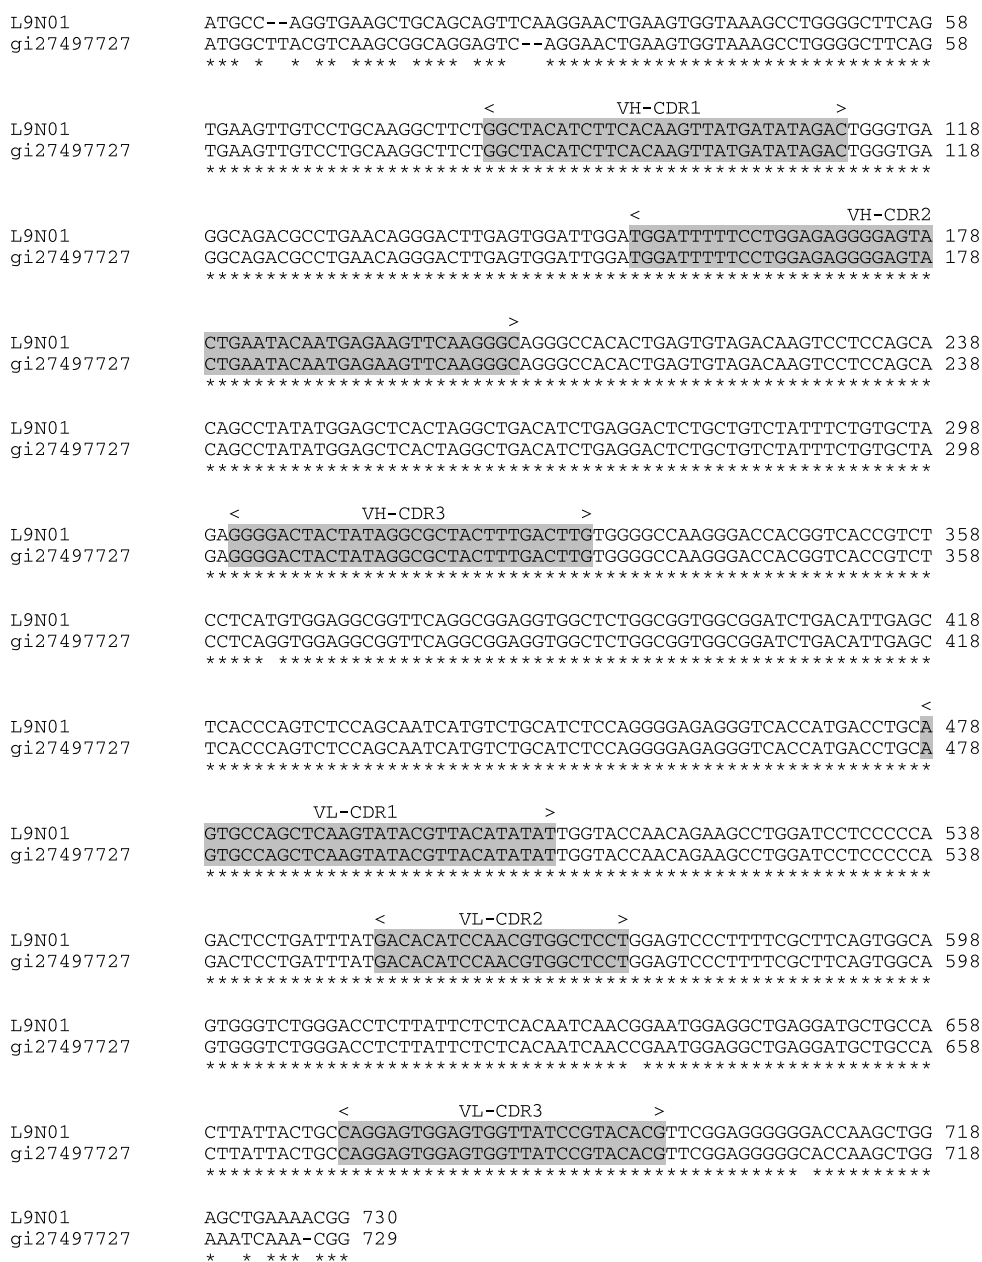 L9N01 ATGCC--AGGTGAAGCTGCAGCAGTTCAAGGAACTGAAGTGGTAAAGCCTGGGGCTTCAG 58
gi27497727 ATGGCTTACGTCAAGCGGCAGGAGTC--AGGAACTGAAGTGGTAAAGCCTGGGGCTTCAG 58
*** *  * ** **** **** ***   ********************************
< VH-CDR1 >
L9N01 TGAAGTTGTCCTGCAAGGCTTCTGGCTACATCTTCACAAGTTATGATATAGACTGGGTGA 118
gi27497727 TGAAGTTGTCCTGCAAGGCTTCTGGCTACATCTTCACAAGTTATGATATAGACTGGGTGA 118
************************************************************
< VH-CDR2
L9N01 GGCAGACGCCTGAACAGGGACTTGAGTGGATTGGATGGATTTTTCCTGGAGAGGGGAGTA 178
gi27497727 GGCAGACGCCTGAACAGGGACTTGAGTGGATTGGATGGATTTTTCCTGGAGAGGGGAGTA 178
************************************************************
>
L9N01 CTGAATACAATGAGAAGTTCAAGGGCAGGGCCACACTGAGTGTAGACAAGTCCTCCAGCA 238
gi27497727 CTGAATACAATGAGAAGTTCAAGGGCAGGGCCACACTGAGTGTAGACAAGTCCTCCAGCA 238
************************************************************
L9N01 CAGCCTATATGGAGCTCACTAGGCTGACATCTGAGGACTCTGCTGTCTATTTCTGTGCTA 298
gi27497727 CAGCCTATATGGAGCTCACTAGGCTGACATCTGAGGACTCTGCTGTCTATTTCTGTGCTA 298
************************************************************
< VH-CDR3 >
L9N01 GAGGGGACTACTATAGGCGCTACTTTGACTTGTGGGGCCAAGGGACCACGGTCACCGTCT 358
gi27497727 GAGGGGACTACTATAGGCGCTACTTTGACTTGTGGGGCCAAGGGACCACGGTCACCGTCT 358
************************************************************
L9N01 CCTCATGTGGAGGCGGTTCAGGCGGAGGTGGCTCTGGCGGTGGCGGATCTGACATTGAGC 418
gi27497727 CCTCAGGTGGAGGCGGTTCAGGCGGAGGTGGCTCTGGCGGTGGCGGATCTGACATTGAGC 418
***** ******************************************************
<
L9N01 TCACCCAGTCTCCAGCAATCATGTCTGCATCTCCAGGGGAGAGGGTCACCATGACCTGCA 478
gi27497727 TCACCCAGTCTCCAGCAATCATGTCTGCATCTCCAGGGGAGAGGGTCACCATGACCTGCA 478
************************************************************
VL-CDR1 >
L9N01 GTGCCAGCTCAAGTATACGTTACATATATTGGTACCAACAGAAGCCTGGATCCTCCCCCA 538
gi27497727 GTGCCAGCTCAAGTATACGTTACATATATTGGTACCAACAGAAGCCTGGATCCTCCCCCA 538
************************************************************
< VL-CDR2 >
L9N01 GACTCCTGATTTATGACACATCCAACGTGGCTCCTGGAGTCCCTTTTCGCTTCAGTGGCA 598
gi27497727 GACTCCTGATTTATGACACATCCAACGTGGCTCCTGGAGTCCCTTTTCGCTTCAGTGGCA 598
************************************************************
L9N01 GTGGGTCTGGGACCTCTTATTCTCTCACAATCAACGGAATGGAGGCTGAGGATGCTGCCA 658
gi27497727 GTGGGTCTGGGACCTCTTATTCTCTCACAATCAACCGAATGGAGGCTGAGGATGCTGCCA 658
*********************************** ************************
< VL-CDR3 >
L9N01 CTTATTACTGCCAGGAGTGGAGTGGTTATCCGTACACGTTCGGAGGGGGGACCAAGCTGG 718
gi27497727 CTTATTACTGCCAGGAGTGGAGTGGTTATCCGTACACGTTCGGAGGGGGCACCAAGCTGG 718
************************************************* **********
L9N01 AGCTGAAAACGG 730
gi27497727 AAATCAAA-CGG 729
*  * *** ***